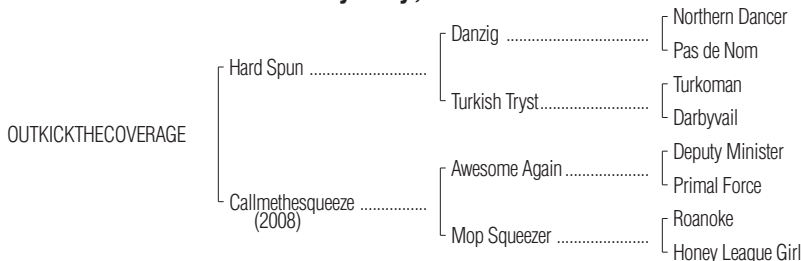 Northern Dancer
Danzig ..............................
Pas de Nom
Hard Spun ...........................
Turkoman
Turkish Tryst........................
Darbyvail
OUTKICKTHECOVERAGE
Deputy Minister
Awesome Again ...................
Primal Force
Callmethesqueeze ................
(2008)
Roanoke
Mop Squeezer .....................
Honey League Girl